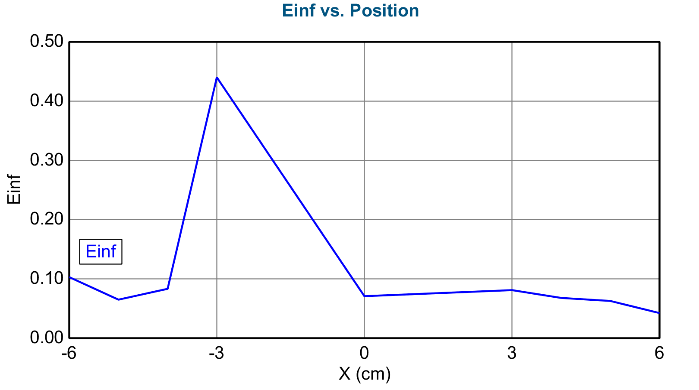 Einf vs. Position
0.50
0.40
0.30
0.20
0.10
0.00
Einf
Einf
-6
-3
0
3
6
X (cm)